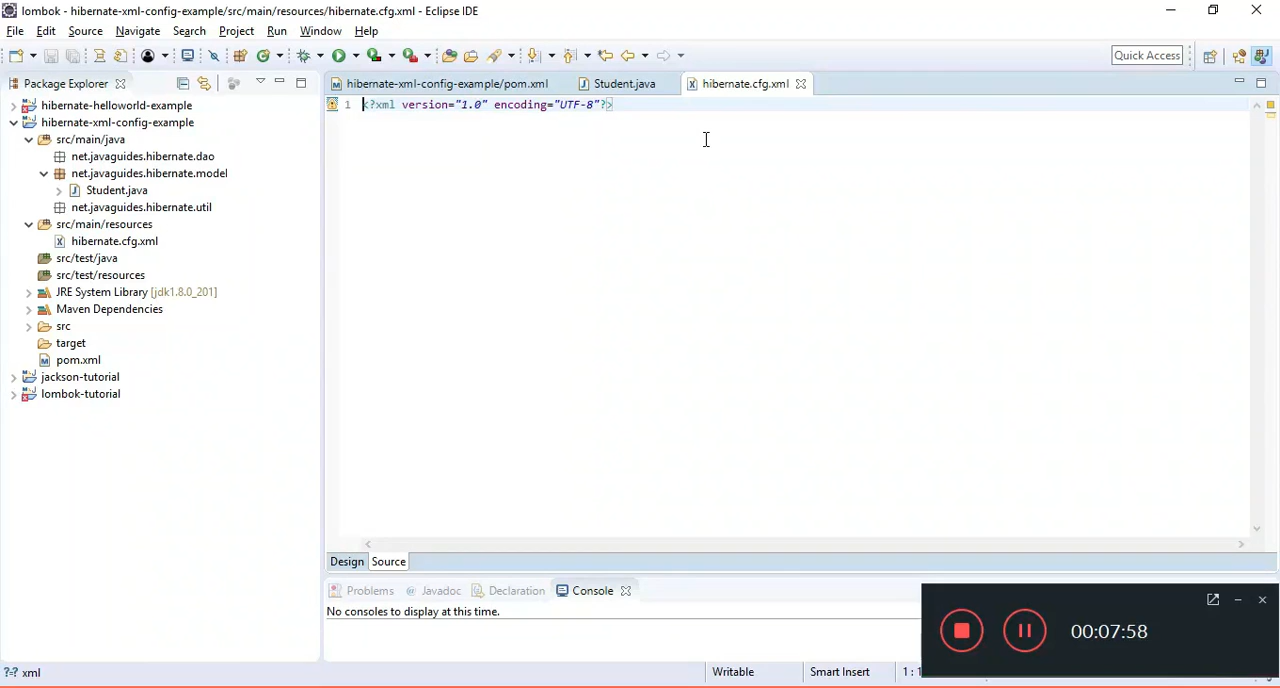 lombok - hibernate-xml-config-example/src/main/resources/hibernate.cfg.xml - Eclipse IDE
File Edit Source Navigate Search Project Run Window Help
Quick Access
Package Explorer
hibernate-xml-config-example/pom.xml Student.java hibernate.cfg.xml
1 <?xml version="1.0" encoding="UTF-8"?>
hibernate-helloworld-example
hibernate-xml-config-example
src/main/java
net.javaguides.hibernate.dao
net.javaguides.hibernate.model
Student.java
net.javaguides.hibernate.util
src/main/resources
hibernate.cfg.xml
src/test/java
src/test/resources
JRE System Library [jdk1.8.0_201]
Maven Dependencies
src
target
pom.xml
jackson-tutorial
lombok-tutorial
Design Source
Problems Javadoc Declaration Console
No consoles to display at this time.
00:07:58
xml
Writable Smart Insert 1 : 1